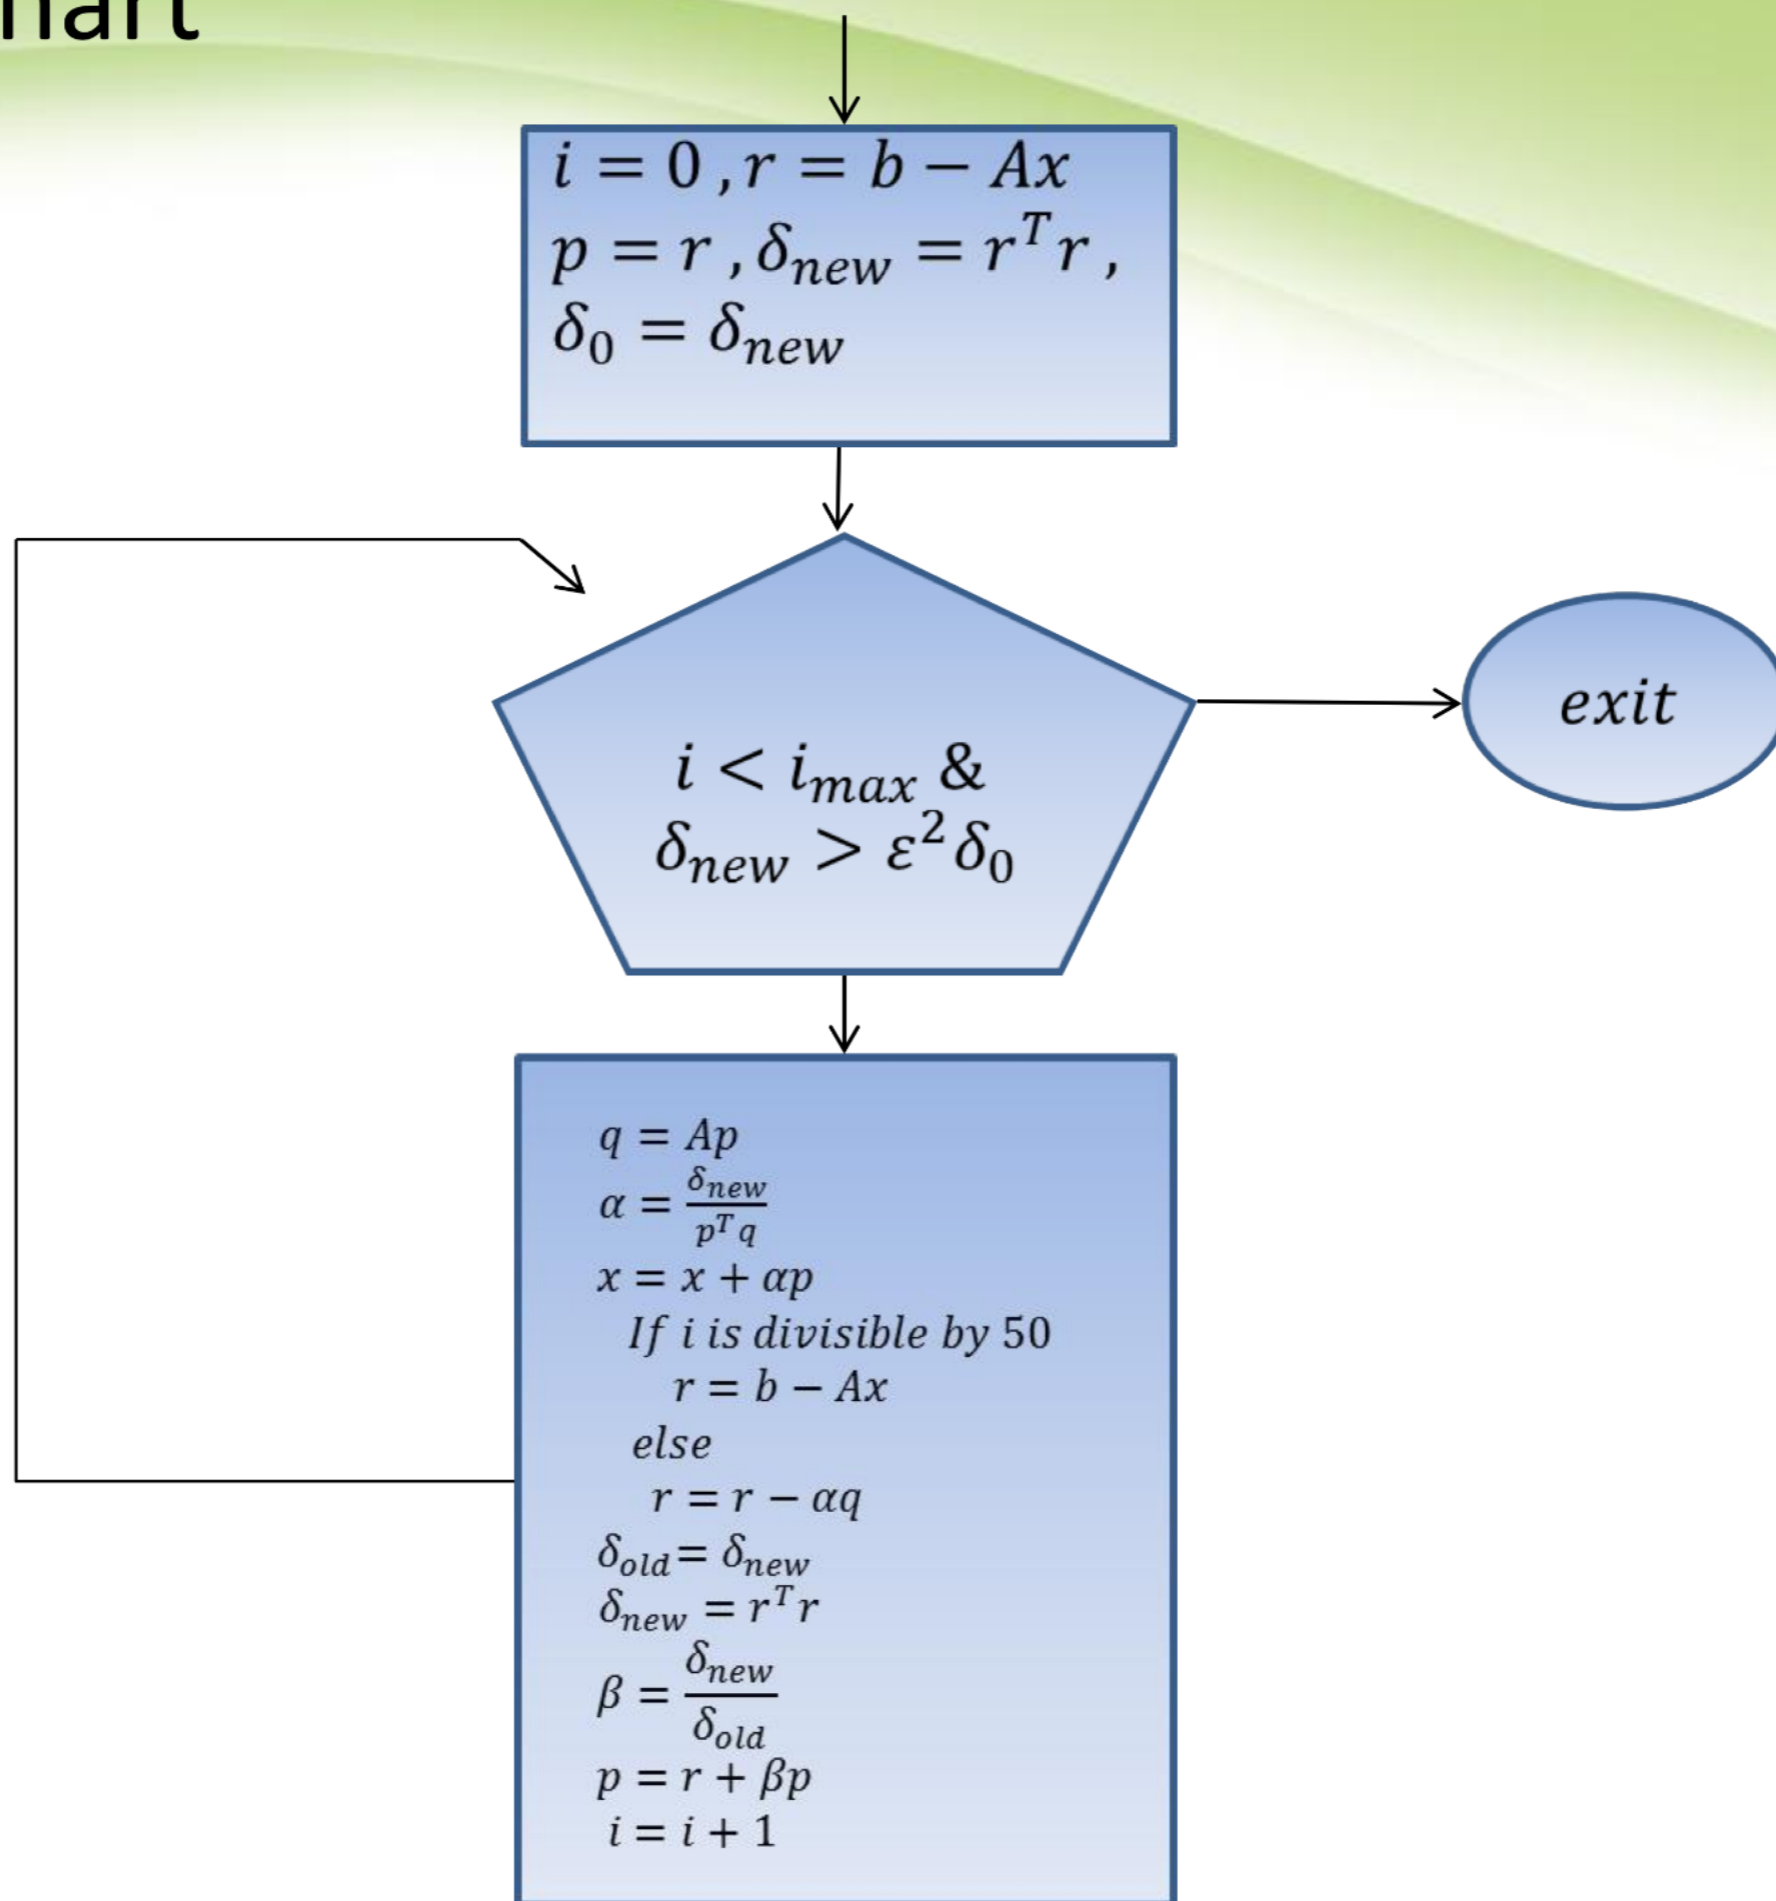 i = 0 , r = b − Ax
p = r , δ_new = r^T r ,
δ_0 = δ_new
i < i_max &
δ_new > ε^2 δ_0
exit
q = Ap
α = δ_new / p^T q
x = x + αp
If i is divisible by 50
r = b − Ax
else
r = r − αq
δ_old = δ_new
δ_new = r^T r
β = δ_new / δ_old
p = r + βp
i = i + 1